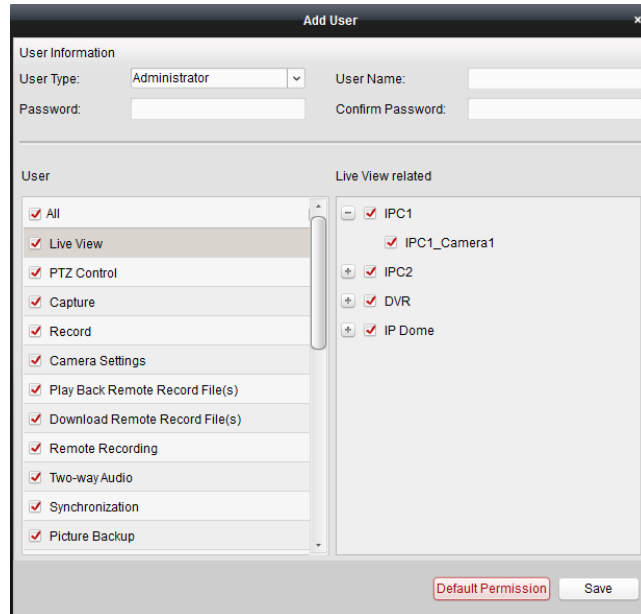 Add User
User Information
User Type: Administrator User Name:
Password: Confirm Password:
User Live View related
All IPC1
Live View IPC1_Camera1
PTZ Control IPC2
Capture DVR
Record IP Dome
Camera Settings
Play Back Remote Record File(s)
Download Remote Record File(s)
Remote Recording
Two-way Audio
Synchronization
Picture Backup
Default Permission Save